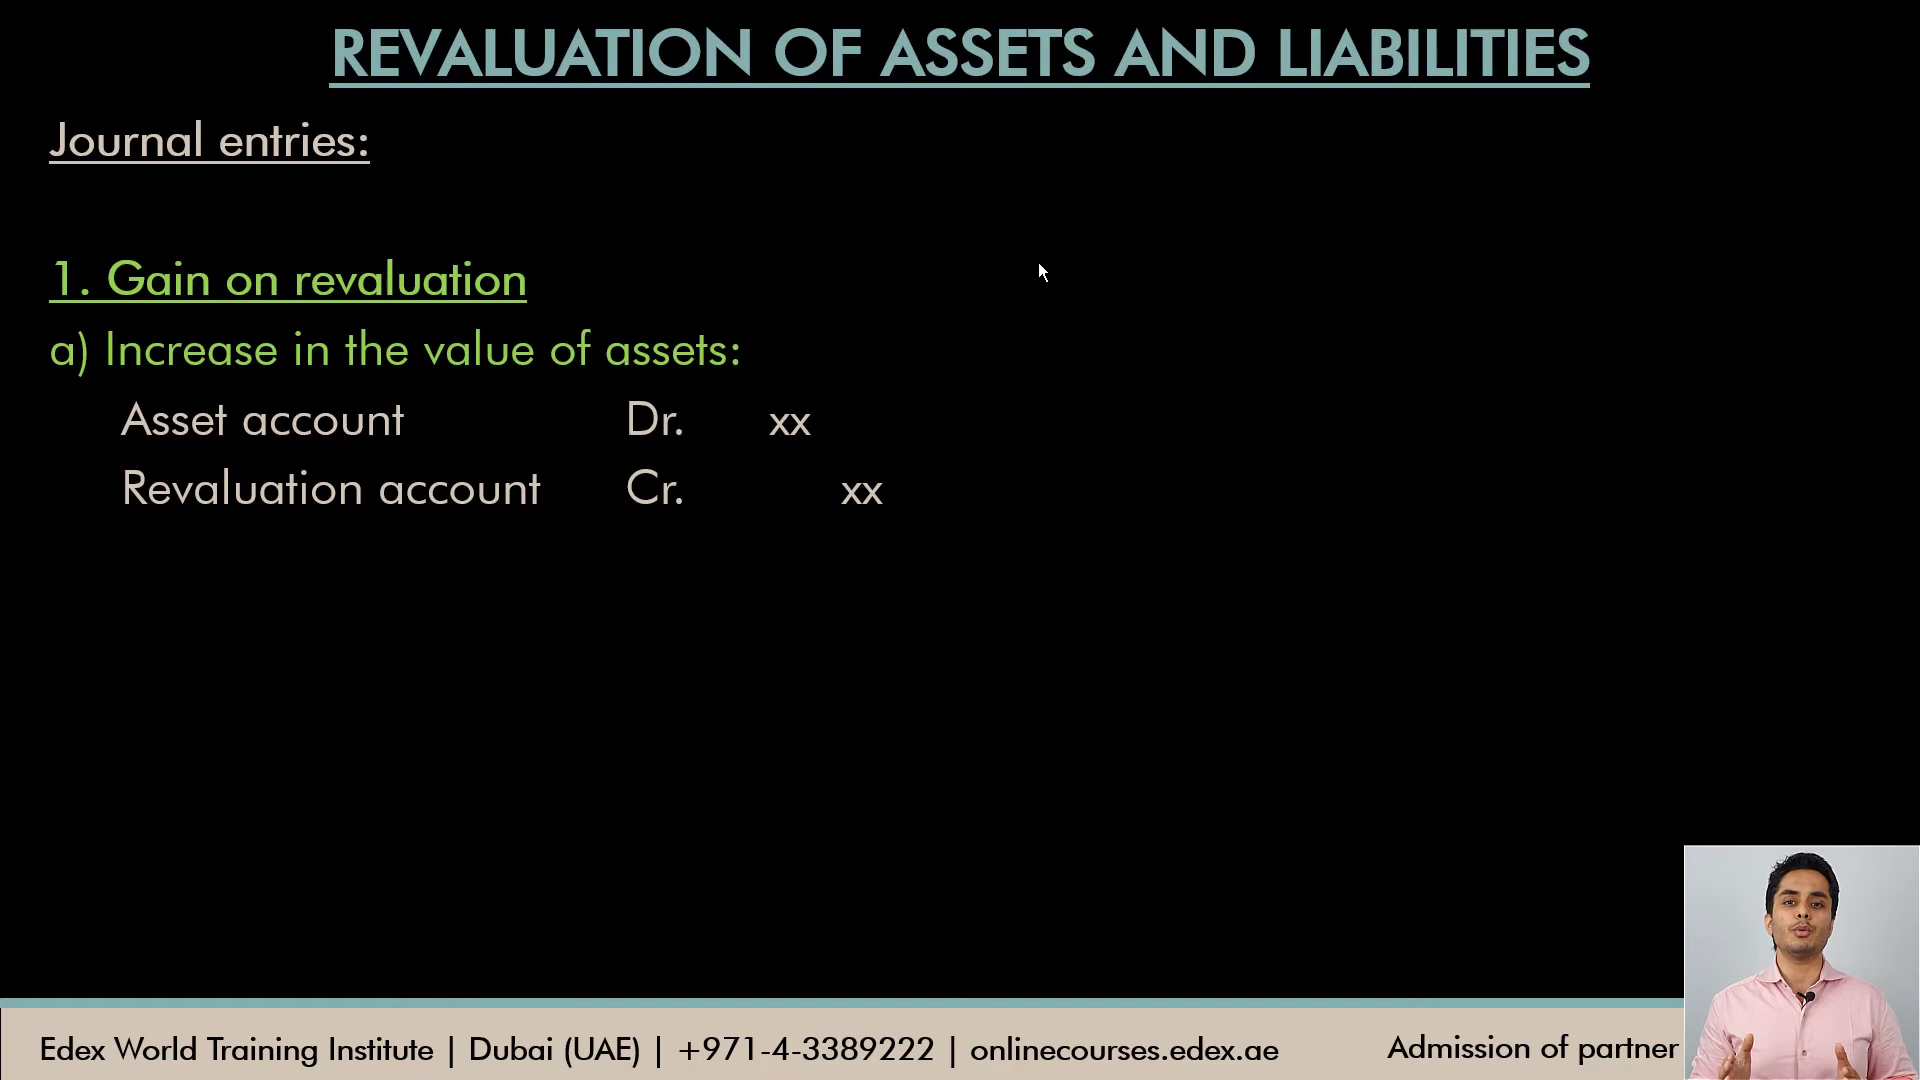 REVALUATION OF ASSETS AND LIABILITIES
Journal entries:
1. Gain on revaluation
a) Increase in the value of assets:
Asset account Dr. xx
Revaluation account Cr. xx
Edex World Training Institute | Dubai (UAE) | +971-4-3389222 | onlinecourses.edex.ae Admission of partner